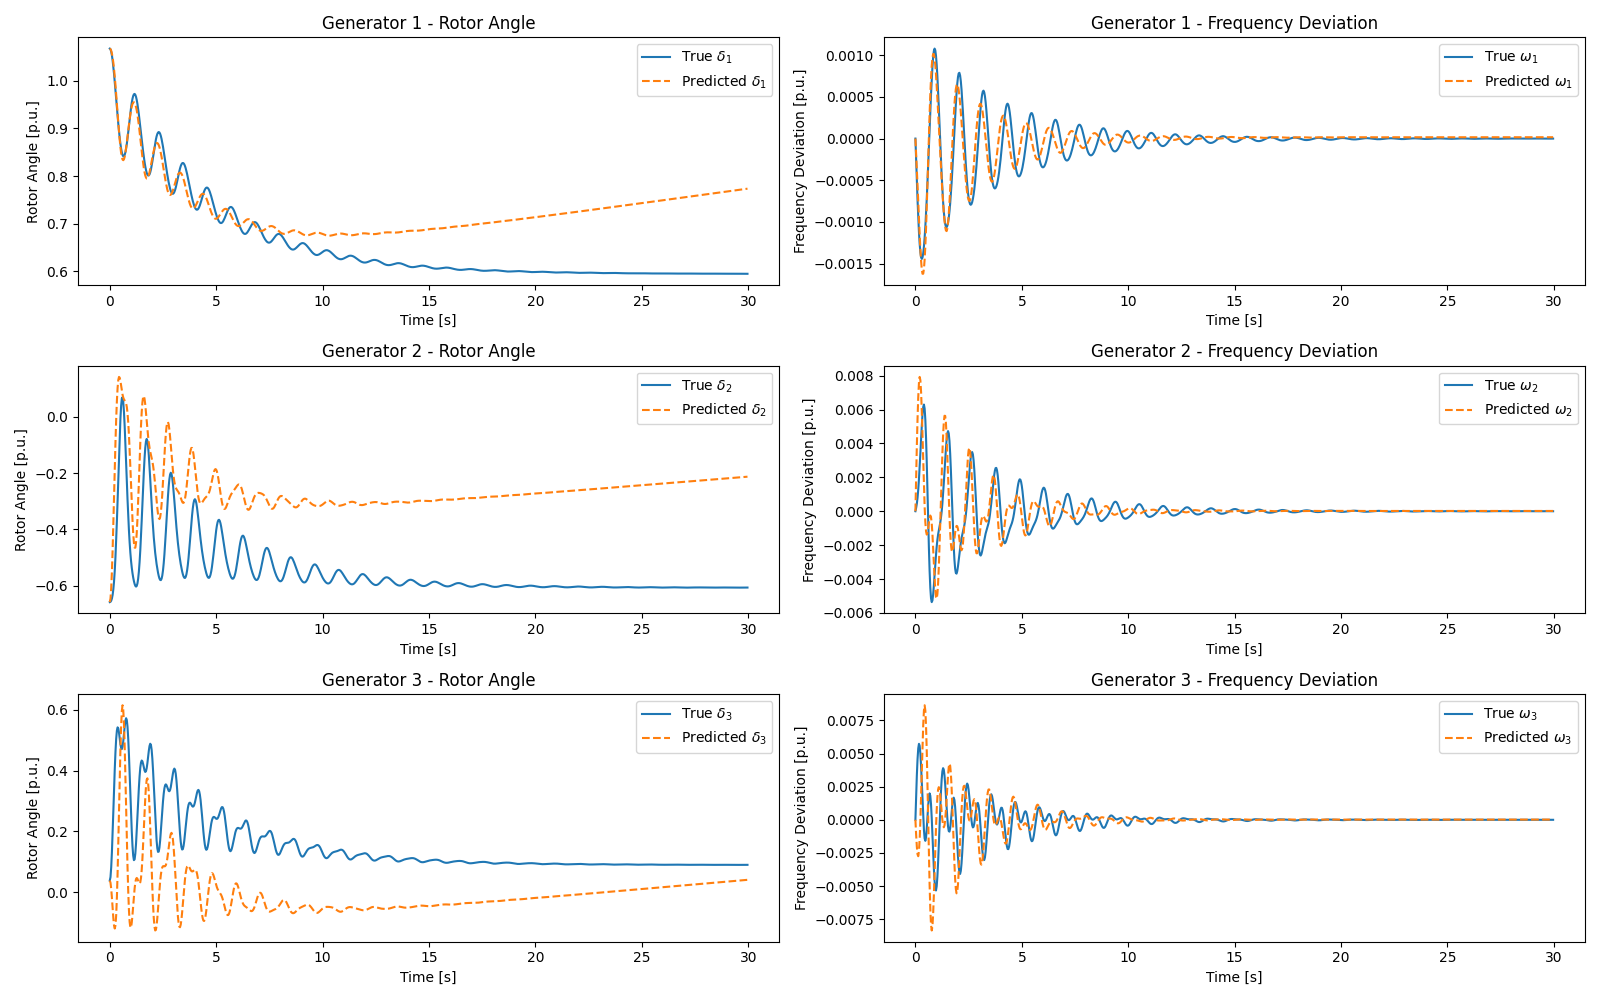 Generator 1 - Rotor Angle
True δ₁
Predicted δ₁
Rotor Angle [p.u.]
1.0
0.9
0.8
0.7
0.6
0 5 10 15 20 25 30
Time [s]
Generator 1 - Frequency Deviation
True ω₁
Predicted ω₁
Frequency Deviation [p.u.]
0.0010
0.0005
0.0000
−0.0005
−0.0010
−0.0015
0 5 10 15 20 25 30
Time [s]
Generator 2 - Rotor Angle
True δ₂
Predicted δ₂
Rotor Angle [p.u.]
0.0
−0.2
−0.4
−0.6
0 5 10 15 20 25 30
Time [s]
Generator 2 - Frequency Deviation
True ω₂
Predicted ω₂
Frequency Deviation [p.u.]
0.008
0.006
0.004
0.002
0.000
−0.002
−0.004
−0.006
0 5 10 15 20 25 30
Time [s]
Generator 3 - Rotor Angle
True δ₃
Predicted δ₃
Rotor Angle [p.u.]
0.6
0.4
0.2
0.0
0 5 10 15 20 25 30
Time [s]
Generator 3 - Frequency Deviation
True ω₃
Predicted ω₃
Frequency Deviation [p.u.]
0.0075
0.0050
0.0025
0.0000
−0.0025
−0.0050
−0.0075
0 5 10 15 20 25 30
Time [s]